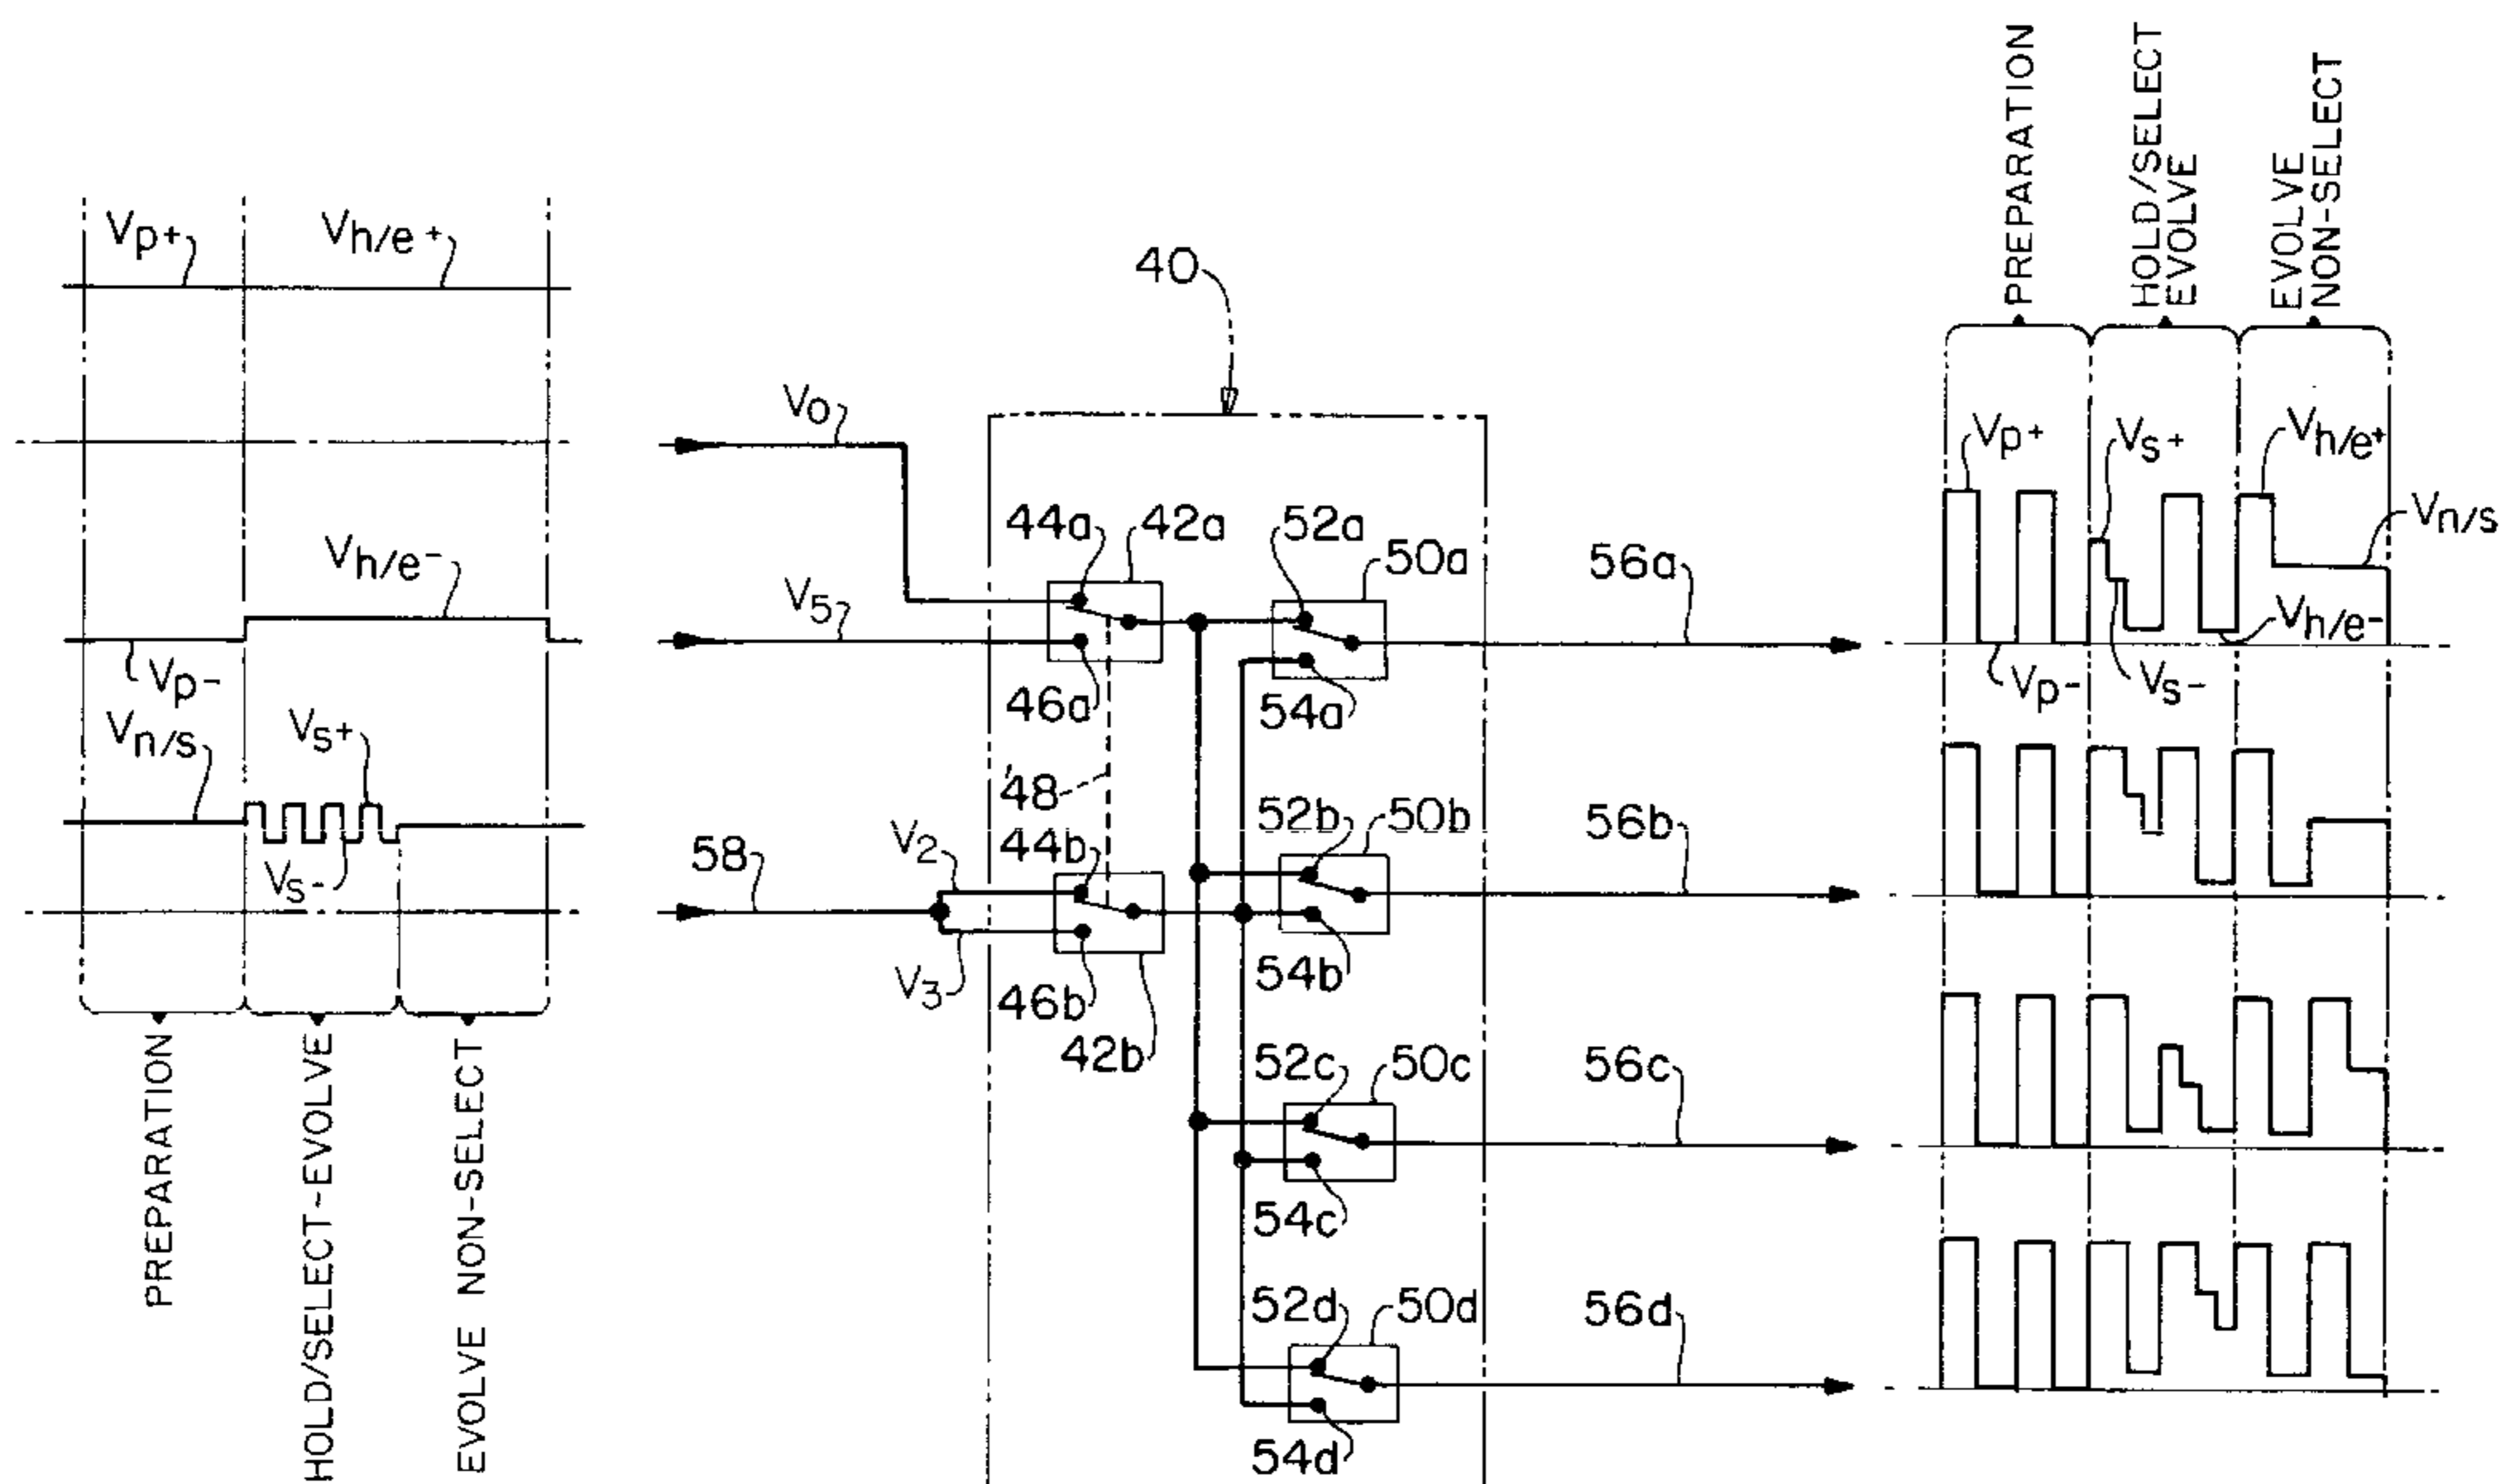 Vp+
Vh/e+
Vh/e-
Vp-
Vn/s
Vs+
Vs-
PREPARATION
HOLD/SELECT-EVOLVE
EVOLVE NON-SELECT
40
V0
V5
44a
42a
52a
50a
56a
46a
54a
48
58
V2
44b
52b
50b
56b
V3
46b
42b
54b
52c
50c
56c
54c
52d
50d
56d
54d
PREPARATION
HOLD/SELECT
EVOLVE
EVOLVE
NON-SELECT
Vp+
Vs+
Vh/e+
Vn/s
Vh/e-
Vp-
Vs-